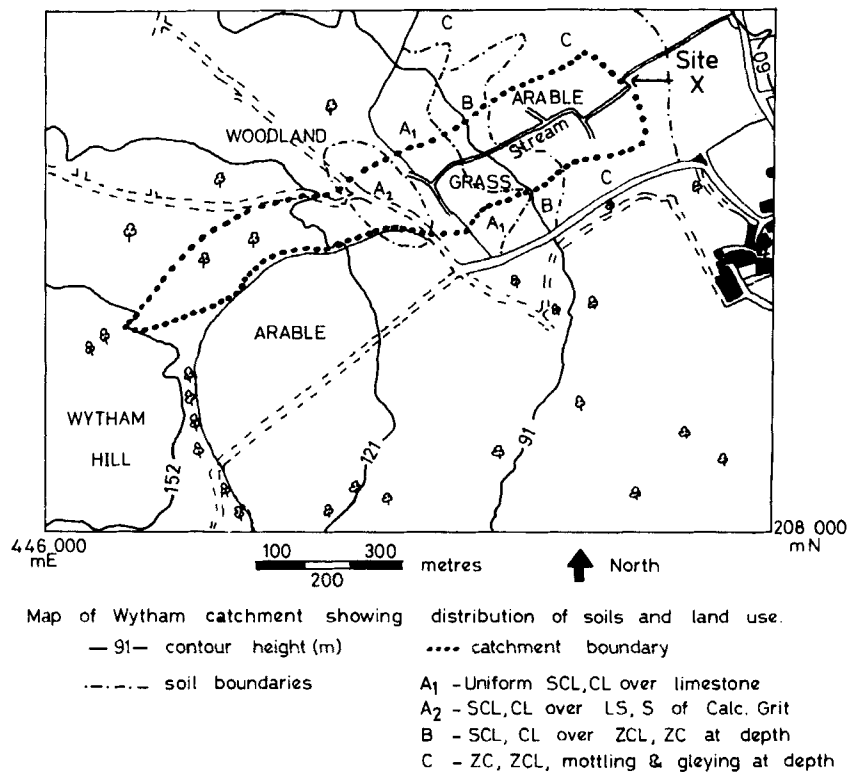 C
C
Site
X
60
ARABLE
B
A₁
WOODLAND
Stream
GRASS
C
A₂
B
A₁
ARABLE
WYTHAM
HILL
152
121
91
446 000
mE
208 000
mN
100 300
200
metres
North
Map of Wytham catchment showing distribution of soils and land use.
— 91— contour height (m)
•••• catchment boundary
—·—·— soil boundaries
A₁ - Uniform SCL, CL over limestone
A₂ - SCL, CL over LS, S of Calc. Grit
B - SCL, CL over ZCL, ZC at depth
C - ZC, ZCL, mottling & gleying at depth